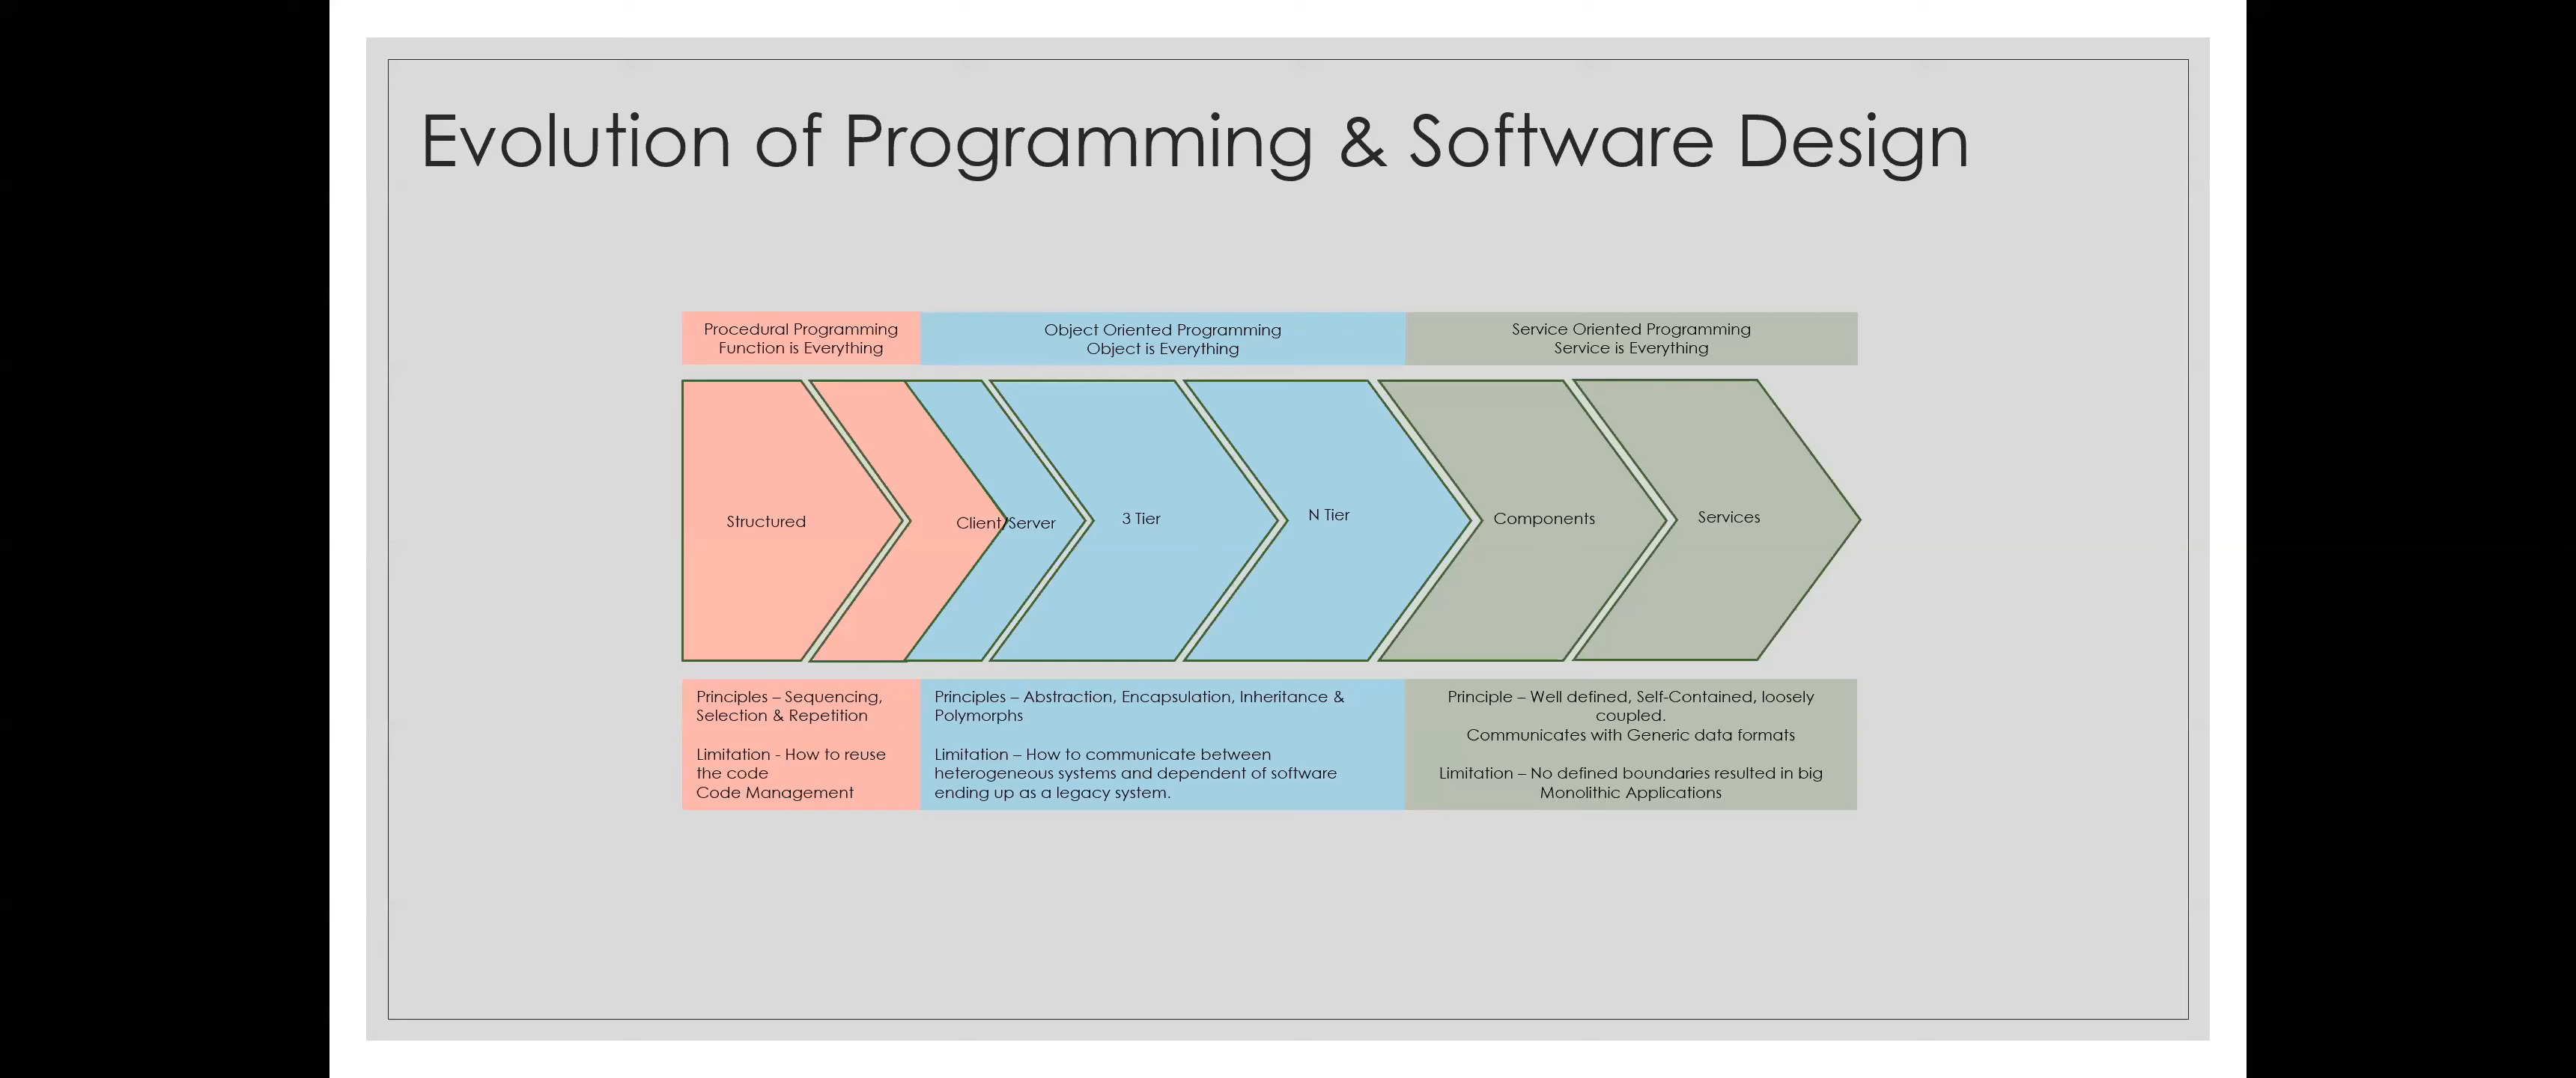 Evolution of Programming & Software Design
Procedural Programming
Function is Everything
Object Oriented Programming
Object is Everything
Service Oriented Programming
Service is Everything
Structured
Client/Server
3 Tier
N Tier
Components
Services
Principles – Sequencing,
Selection & Repetition
Limitation - How to reuse
the code
Code Management
Principles – Abstraction, Encapsulation, Inheritance &
Polymorphs
Limitation – How to communicate between
heterogeneous systems and dependent of software
ending up as a legacy system.
Principle – Well defined, Self-Contained, loosely
coupled.
Communicates with Generic data formats
Limitation – No defined boundaries resulted in big
Monolithic Applications